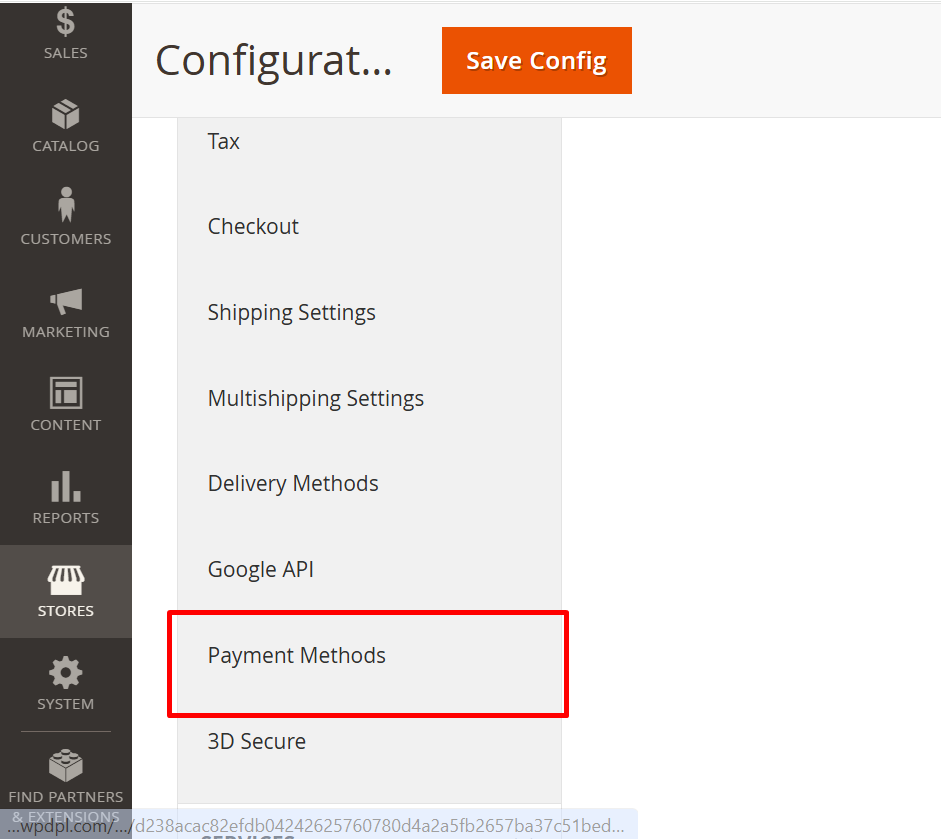 SALES
CATALOG
CUSTOMERS
MARKETING
CONTENT
REPORTS
STORES
SYSTEM
FIND PARTNERS
& EXTENSIONS
Configurat...
Save Config
Tax
Checkout
Shipping Settings
Multishipping Settings
Delivery Methods
Google API
Payment Methods
3D Secure
SERVICES
...wpdpl.com/.../d238acac82efdb04242625760780d4a2a5fb2657ba37c51bed...